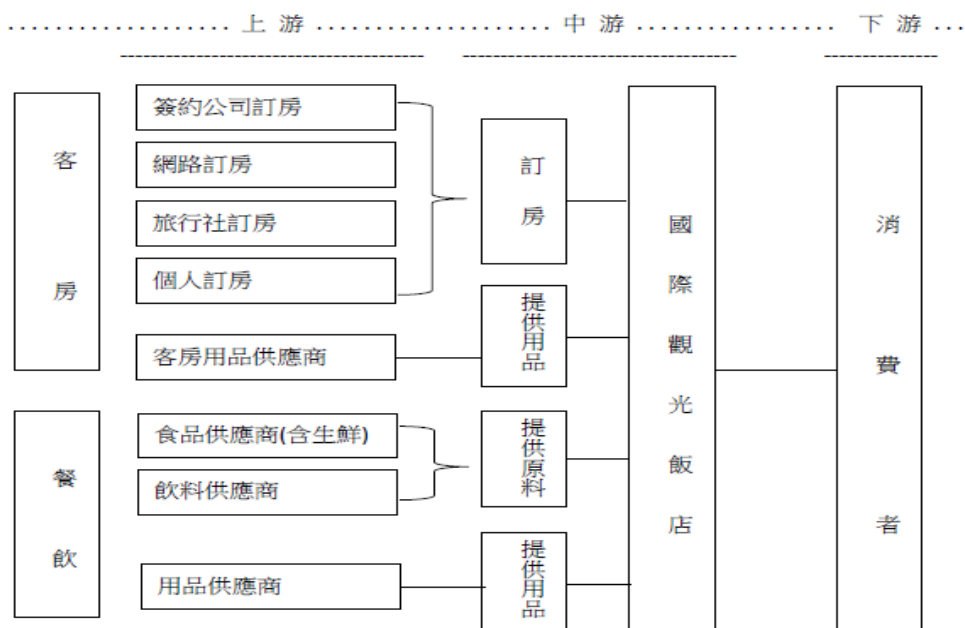 上游
中游
下游
客房
簽約公司訂房
網路訂房
旅行社訂房
個人訂房
客房用品供應商
訂房
提供用品
餐飲
食品供應商(含生鮮)
飲料供應商
用品供應商
提供原料
提供用品
國際觀光飯店
消費者